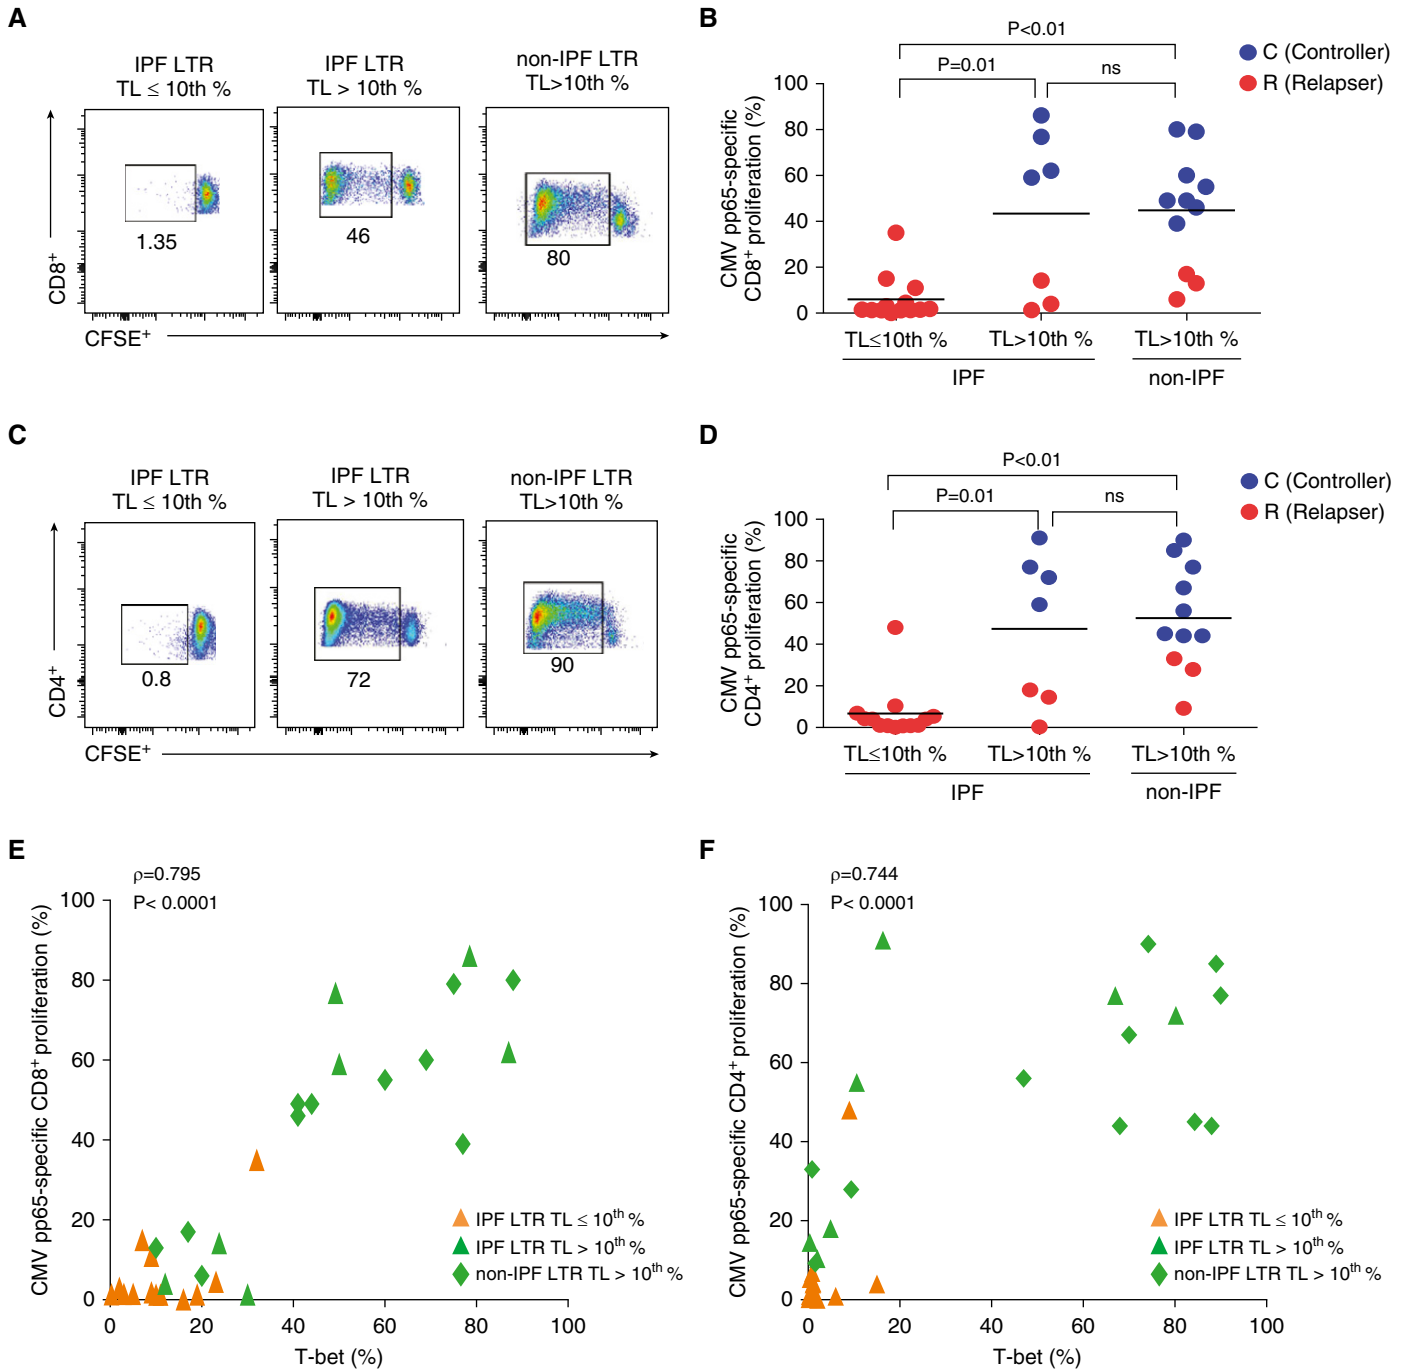 A
IPF LTR
TL ≤ 10th %
IPF LTR
TL > 10th %
non-IPF LTR
TL>10th %
1.35
46
80
CD8+
CFSE+
B
P<0.01
P=0.01
ns
C (Controller)
R (Relapser)
CMV pp65-specific
CD8+ proliferation (%)
100
80
60
40
20
0
TL≤10th %
TL>10th %
TL>10th %
IPF
non-IPF
C
IPF LTR
TL ≤ 10th %
IPF LTR
TL > 10th %
non-IPF LTR
TL>10th %
0.8
72
90
CD4+
CFSE+
D
P<0.01
P=0.01
ns
C (Controller)
R (Relapser)
CMV pp65-specific
CD4+ proliferation (%)
100
80
60
40
20
0
TL≤10th %
TL>10th %
TL>10th %
IPF
non-IPF
E
ρ=0.795
P< 0.0001
CMV pp65-specific CD8+ proliferation (%)
100
80
60
40
20
0
IPF LTR TL ≤ 10th %
IPF LTR TL > 10th %
non-IPF LTR TL > 10th %
0 20 40 60 80 100
T-bet (%)
F
ρ=0.744
P< 0.0001
CMV pp65-specific CD4+ proliferation (%)
100
80
60
40
20
0
IPF LTR TL ≤ 10th %
IPF LTR TL > 10th %
non-IPF LTR TL > 10th %
0 20 40 60 80 100
T-bet (%)